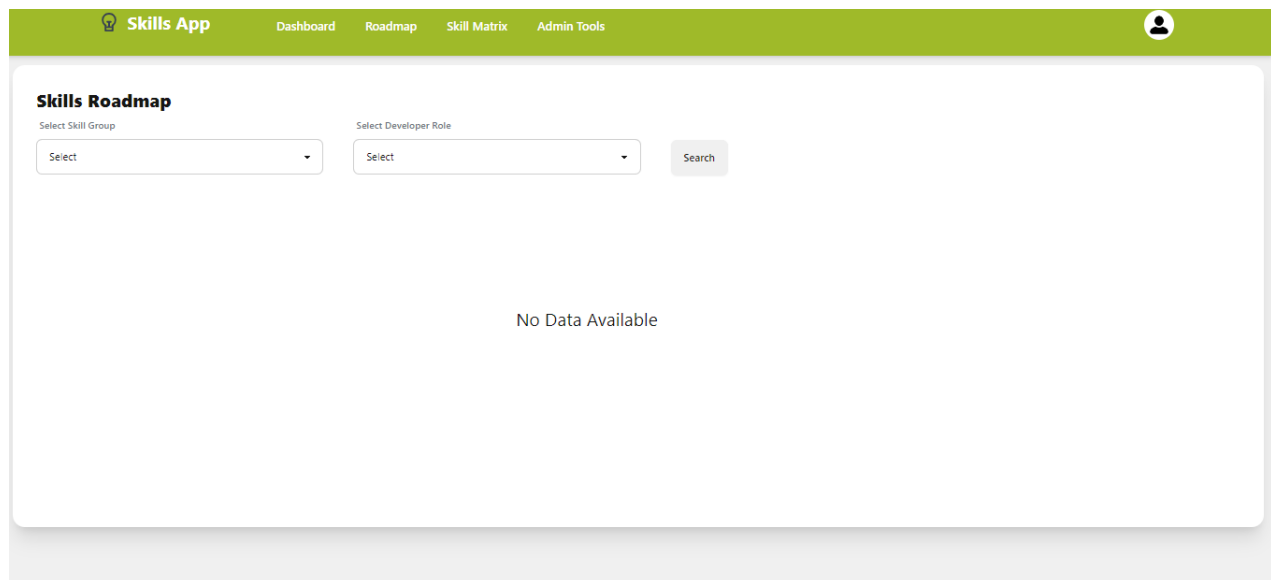 Skills App Dashboard Roadmap Skill Matrix Admin Tools
Skills Roadmap
Select Skill Group Select Developer Role
Select Select Search
No Data Available